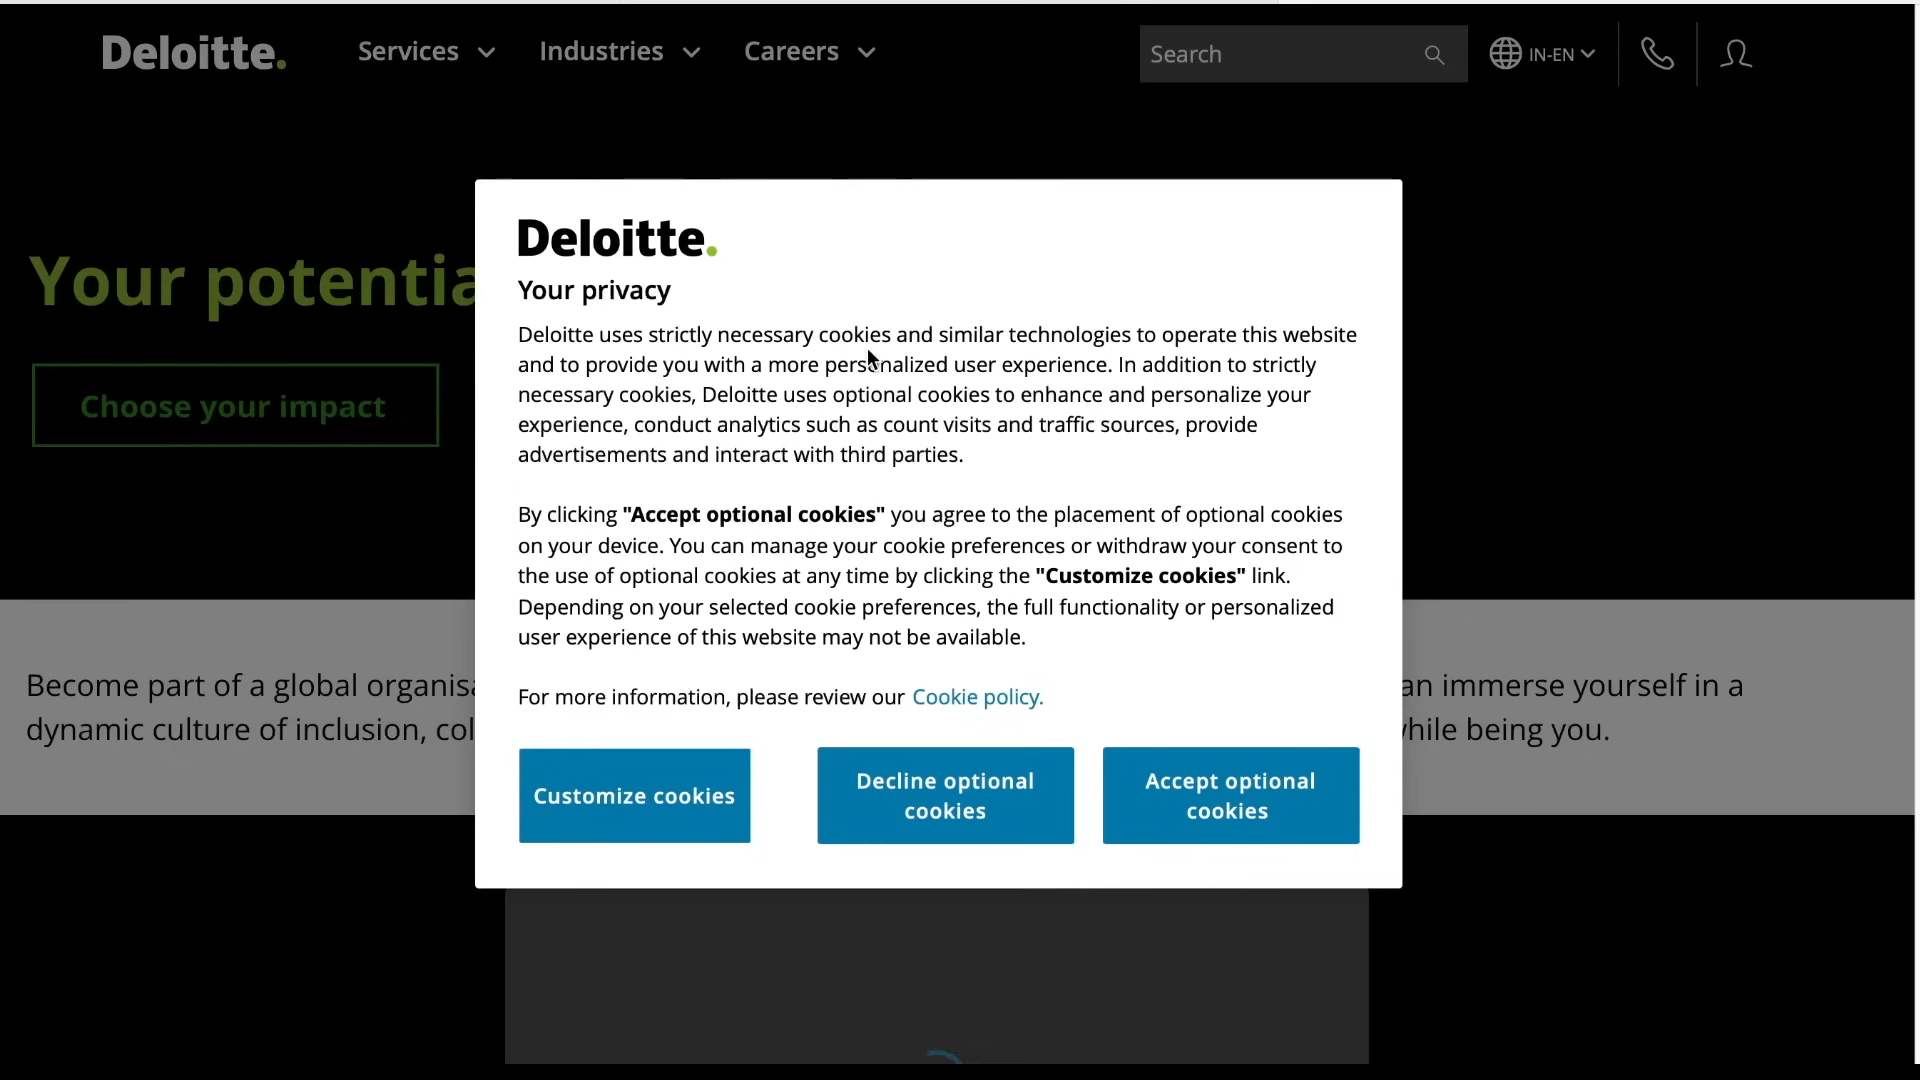 Deloitte.
Services
Industries
Careers
Search
IN-EN
Your potentia
Choose your impact
Become part of a global organisa
dynamic culture of inclusion, col
an immerse yourself in a
while being you.
Deloitte.
Your privacy
Deloitte uses strictly necessary cookies and similar technologies to operate this website
and to provide you with a more personalized user experience. In addition to strictly
necessary cookies, Deloitte uses optional cookies to enhance and personalize your
experience, conduct analytics such as count visits and traffic sources, provide
advertisements and interact with third parties.
By clicking "Accept optional cookies" you agree to the placement of optional cookies
on your device. You can manage your cookie preferences or withdraw your consent to
the use of optional cookies at any time by clicking the "Customize cookies" link.
Depending on your selected cookie preferences, the full functionality or personalized
user experience of this website may not be available.
For more information, please review our Cookie policy.
Customize cookies
Decline optional
cookies
Accept optional
cookies